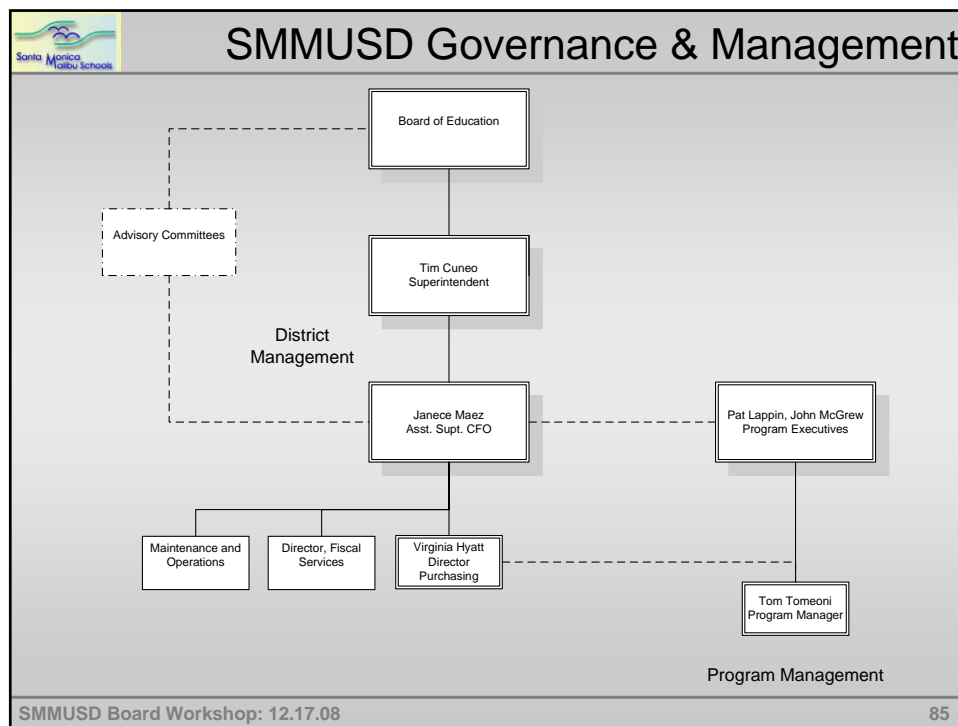 Santa Monica
Malibu Schools
SMMUSD Governance & Management
Board of Education
Advisory Committees
Tim Cuneo
Superintendent
District
Management
Janece Maez
Asst. Supt. CFO
Pat Lappin, John McGrew
Program Executives
Maintenance and
Operations
Director, Fiscal
Services
Virginia Hyatt
Director
Purchasing
Tom Tomeoni
Program Manager
Program Management
SMMUSD Board Workshop: 12.17.08
85